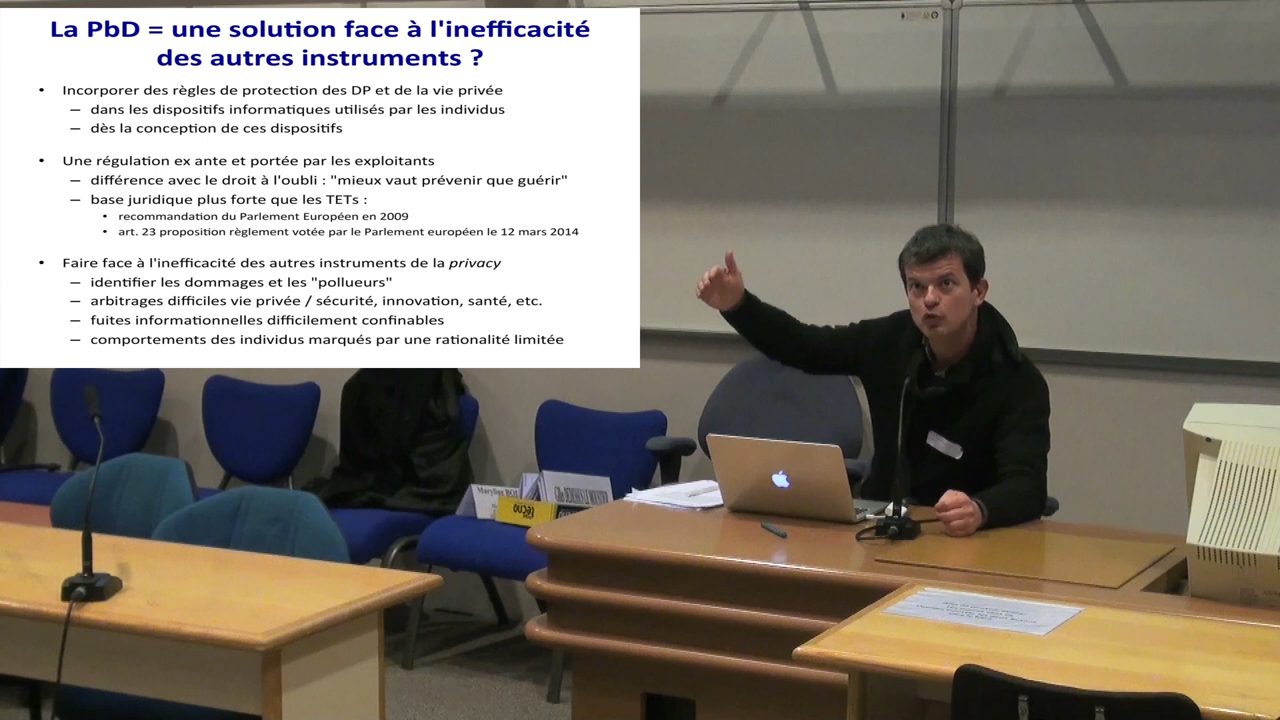 La PbD = une solution face à l'inefficacité
des autres instruments ?
• Incorporer des règles de protection des DP et de la vie privée
– dans les dispositifs informatiques utilisés par les individus
– dès la conception de ces dispositifs
• Une régulation ex ante et portée par les exploitants
– différence avec le droit à l'oubli : "mieux vaut prévenir que guérir"
– base juridique plus forte que les TETs :
• recommandation du Parlement Européen en 2009
• art. 23 proposition règlement votée par le Parlement européen le 12 mars 2014
• Faire face à l'inefficacité des autres instruments de la privacy
– identifier les dommages et les "pollueurs"
– arbitrages difficiles vie privée / sécurité, innovation, santé, etc.
– fuites informationnelles difficilement confinables
– comportements des individus marqués par une rationalité limitée
Maryline
tecno